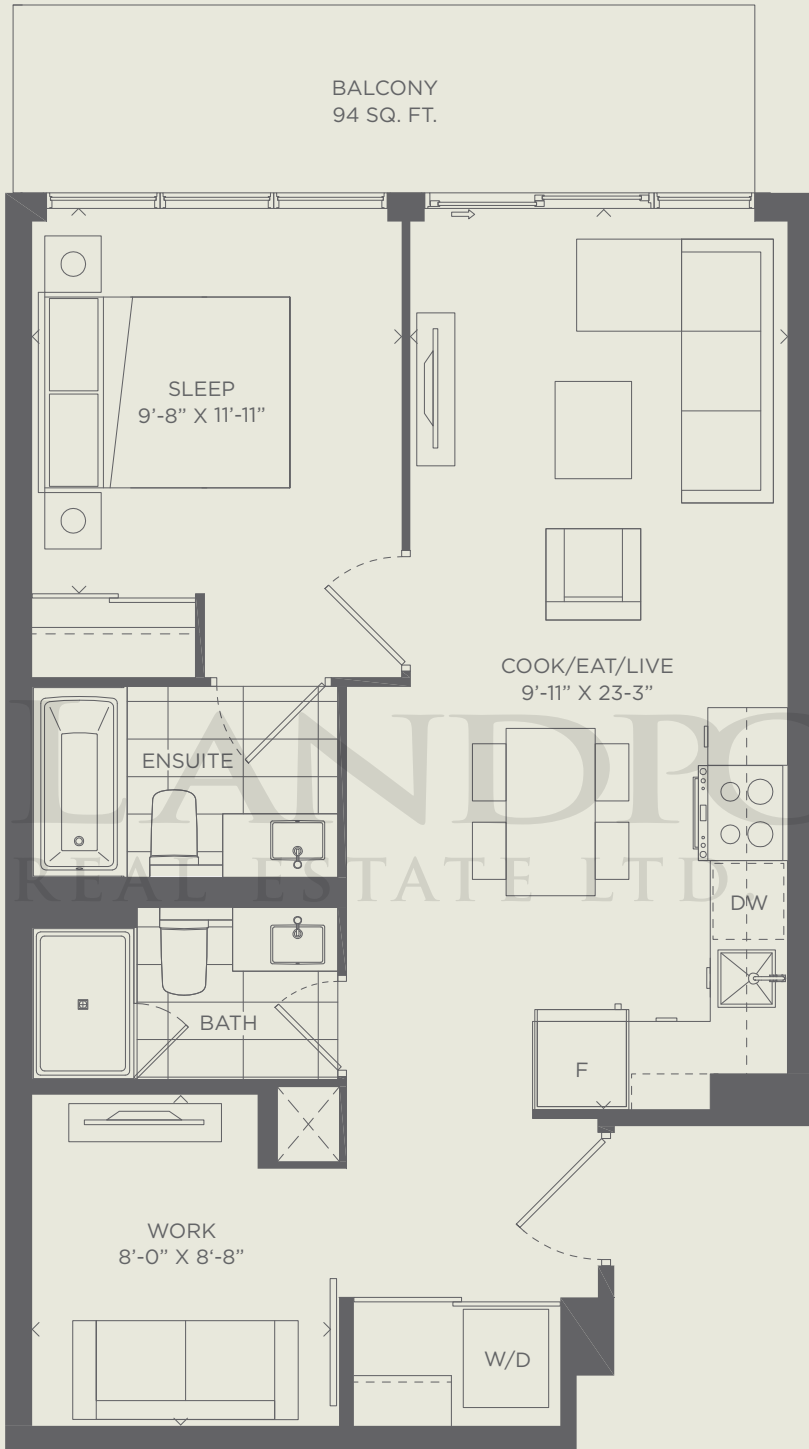 BALCONY
94 SQ. FT.
SLEEP
9'-8” X 11'-11”
COOK/EAT/LIVE
9'-11” X 23-3”
ENSUITE
LANDPO
REAL ESTATE LTD.
DW
BATH
F
WORK
8'-0” X 8‘-8”
W/D